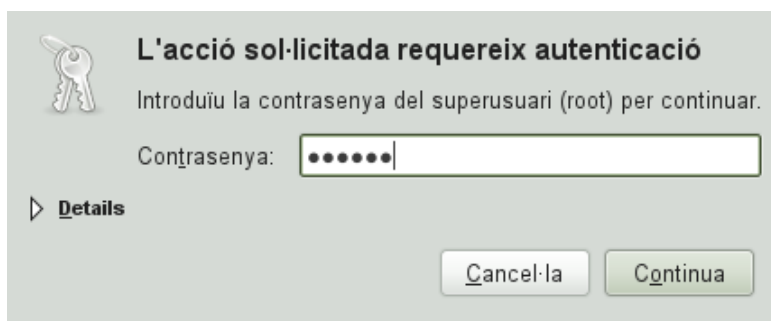 L'acció sol·licitada requereix autenticació
Introduïu la contrasenya del superusuari (root) per continuar.
Contrasenya: ••••••
Details
Cancel·la Continua